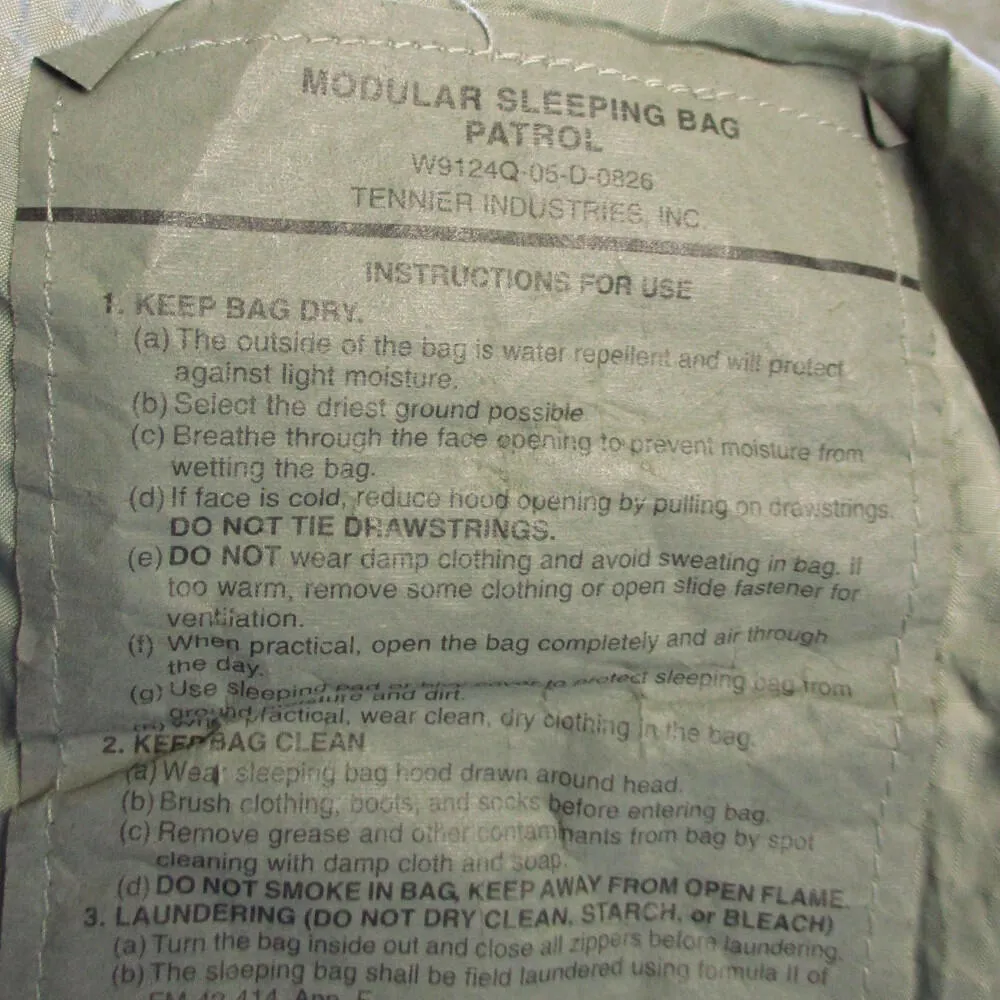 MODULAR SLEEPING BAG
PATROL
W9124Q-05-D-0826
TENNIER INDUSTRIES, INC.
INSTRUCTIONS FOR USE
1. KEEP BAG DRY.
(a) The outside of the bag is water repellent and will protect
against light moisture.
(b) Select the driest ground possible
(c) Breathe through the face opening to prevent moisture from
wetting the bag.
(d) If face is cold, reduce hood opening by pulling on drawstrings.
DO NOT TIE DRAWSTRINGS.
(e) DO NOT wear damp clothing and avoid sweating in bag. If
too warm, remove some clothing or open slide fastener for
ventilation.
(f) When practical, open the bag completely and air through
the day.
(g) Use sleeping pad or cover to protect sleeping bag from
ground moisture and dirt.
practical, wear clean, dry clothing in the bag.
2. KEEP BAG CLEAN
(a) Wear sleeping bag hood drawn around head.
(b) Brush clothing, boots, and socks before entering bag.
(c) Remove grease and other contaminants from bag by spot
cleaning with damp cloth and soap.
(d) DO NOT SMOKE IN BAG, KEEP AWAY FROM OPEN FLAME.
3. LAUNDERING (DO NOT DRY CLEAN, STARCH, or BLEACH)
(a) Turn the bag inside out and close all zippers before laundering.
(b) The sleeping bag shall be field laundered using formula II of